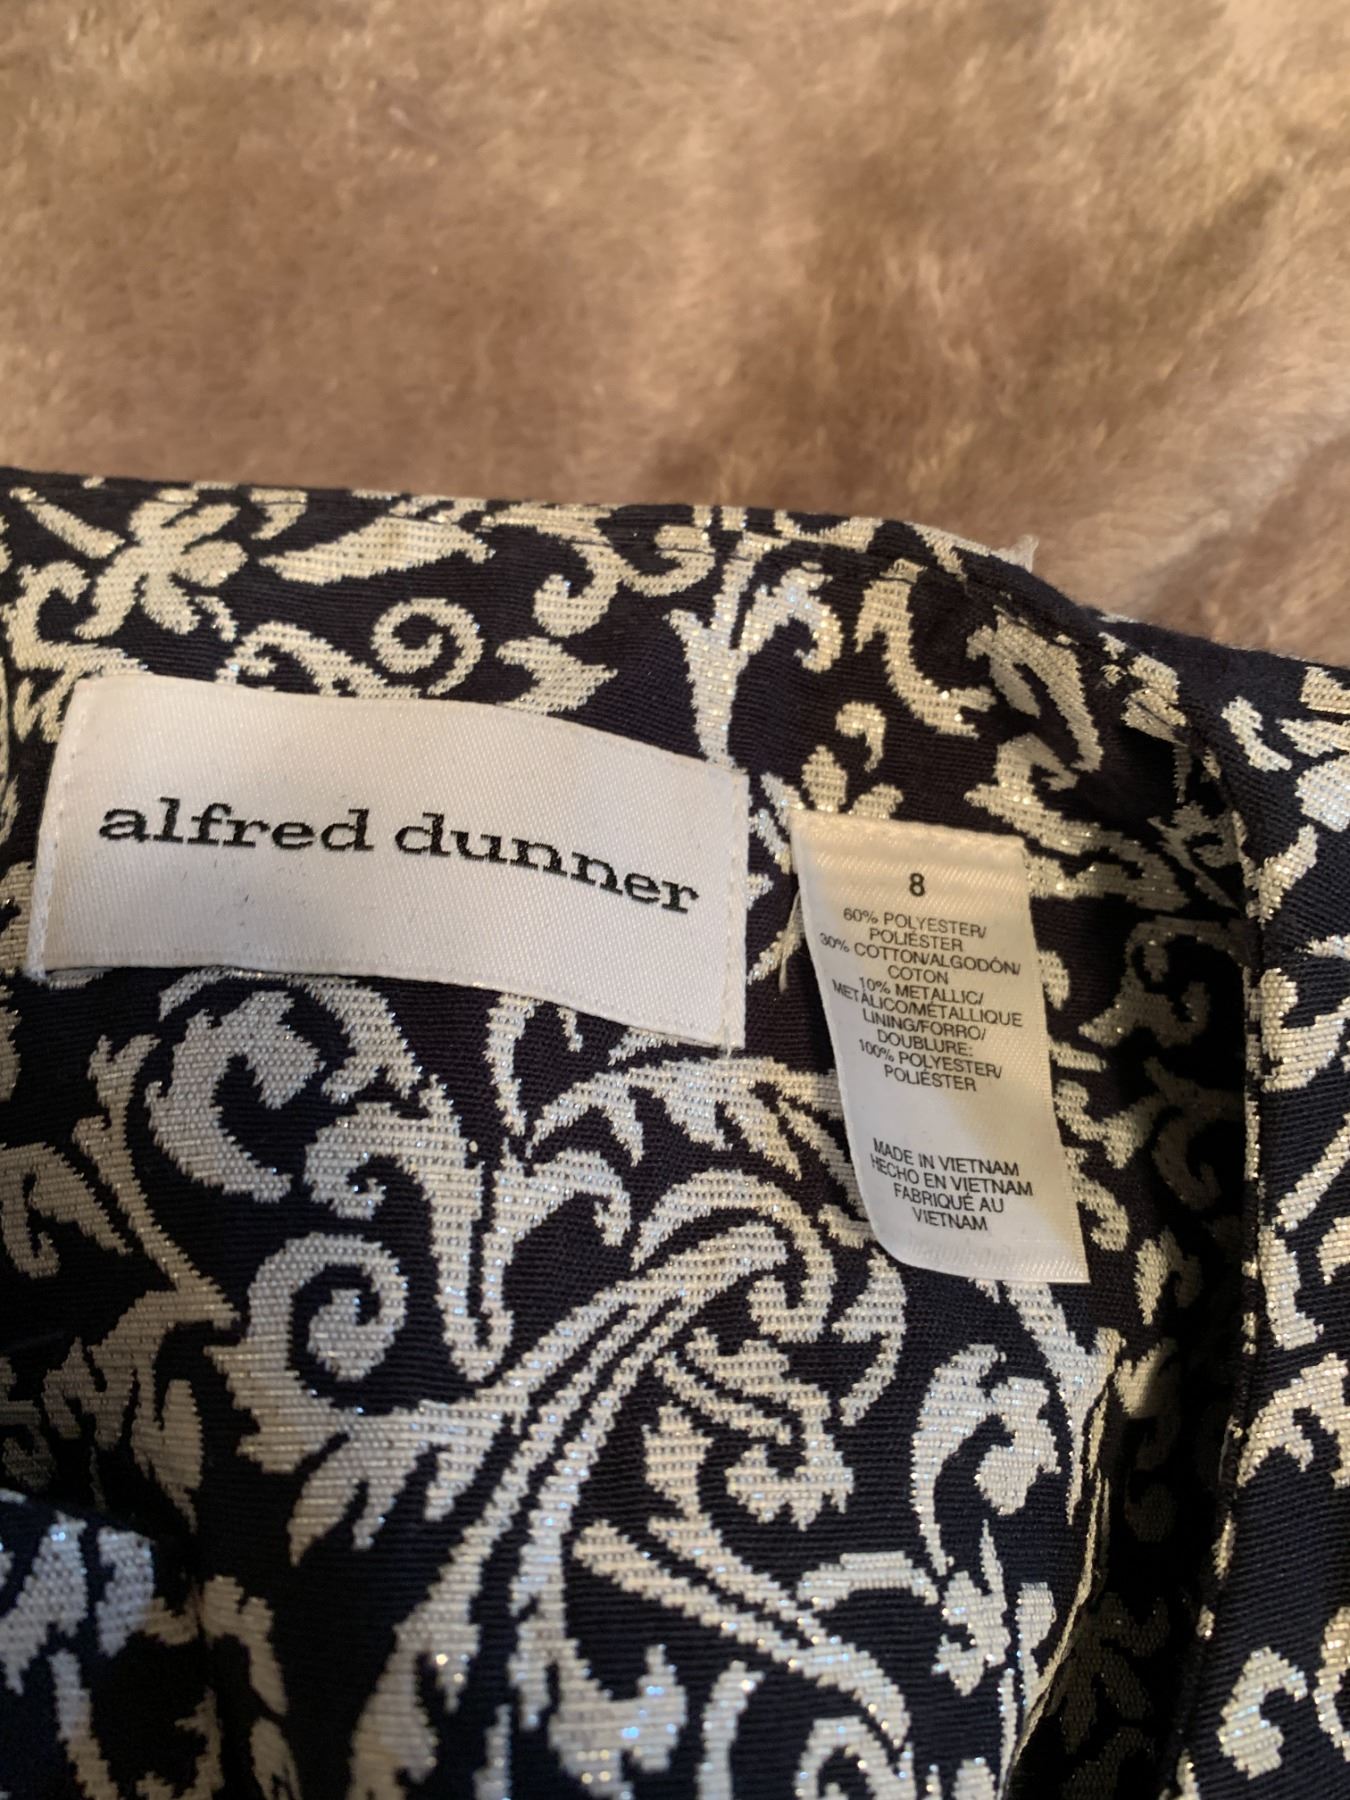 alfred dunner
8
60% POLYESTER/
POLIÉSTER
30% COTTON/ALGODÓN/
COTON
10% METALLIC/
METÁLICO/MÉTALLIQUE
LINING/FORRO/
DOUBLURE:
100% POLYESTER/
POLIÉSTER
MADE IN VIETNAM
HECHO EN VIETNAM
FABRIQUÉ AU
VIETNAM